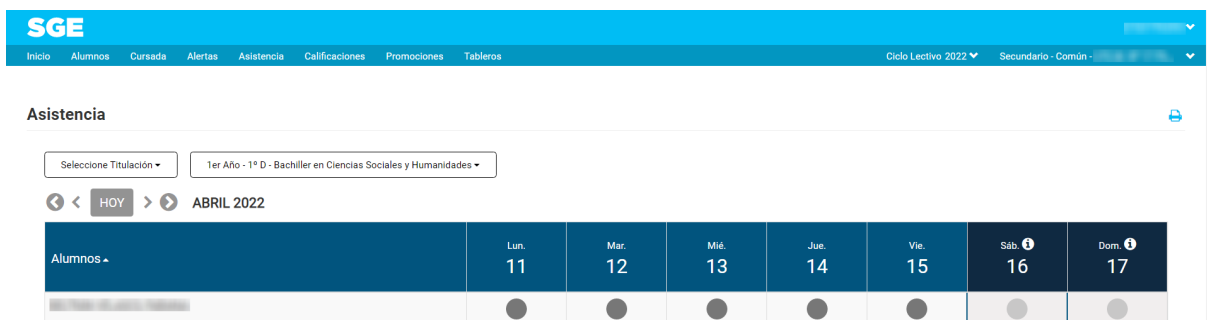 SGE
Inicio Alumnos Cursada Alertas Asistencia Calificaciones Promociones Tableros Ciclo Lectivo 2022 Secundario - Común -
Asistencia
Seleccione Titulación 1er Año - 1º D - Bachiller en Ciencias Sociales y Humanidades
HOY ABRIL 2022
Alumnos
Lun. Mar. Mié. Jue. Vie. Sáb. Dom.
11 12 13 14 15 16 17